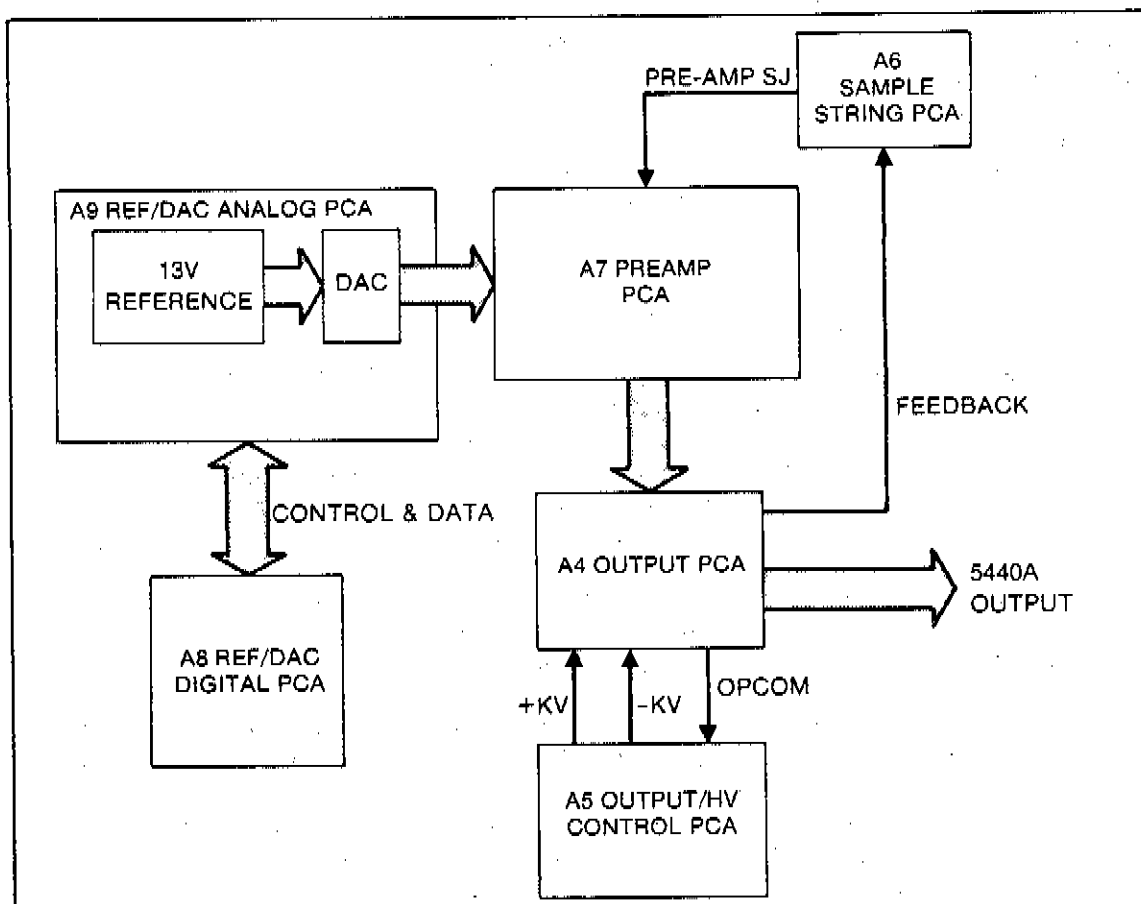 A6
SAMPLE
STRING PCA
PRE-AMP SJ
A9 REF/DAC ANALOG PCA
13V
REFERENCE
DAC
A7 PREAMP
PCA
FEEDBACK
CONTROL & DATA
A4 OUTPUT PCA
5440A
OUTPUT
A8 REF/DAC
DIGITAL PCA
+KV
-KV
OPCOM
A5 OUTPUT/HV
CONTROL PCA